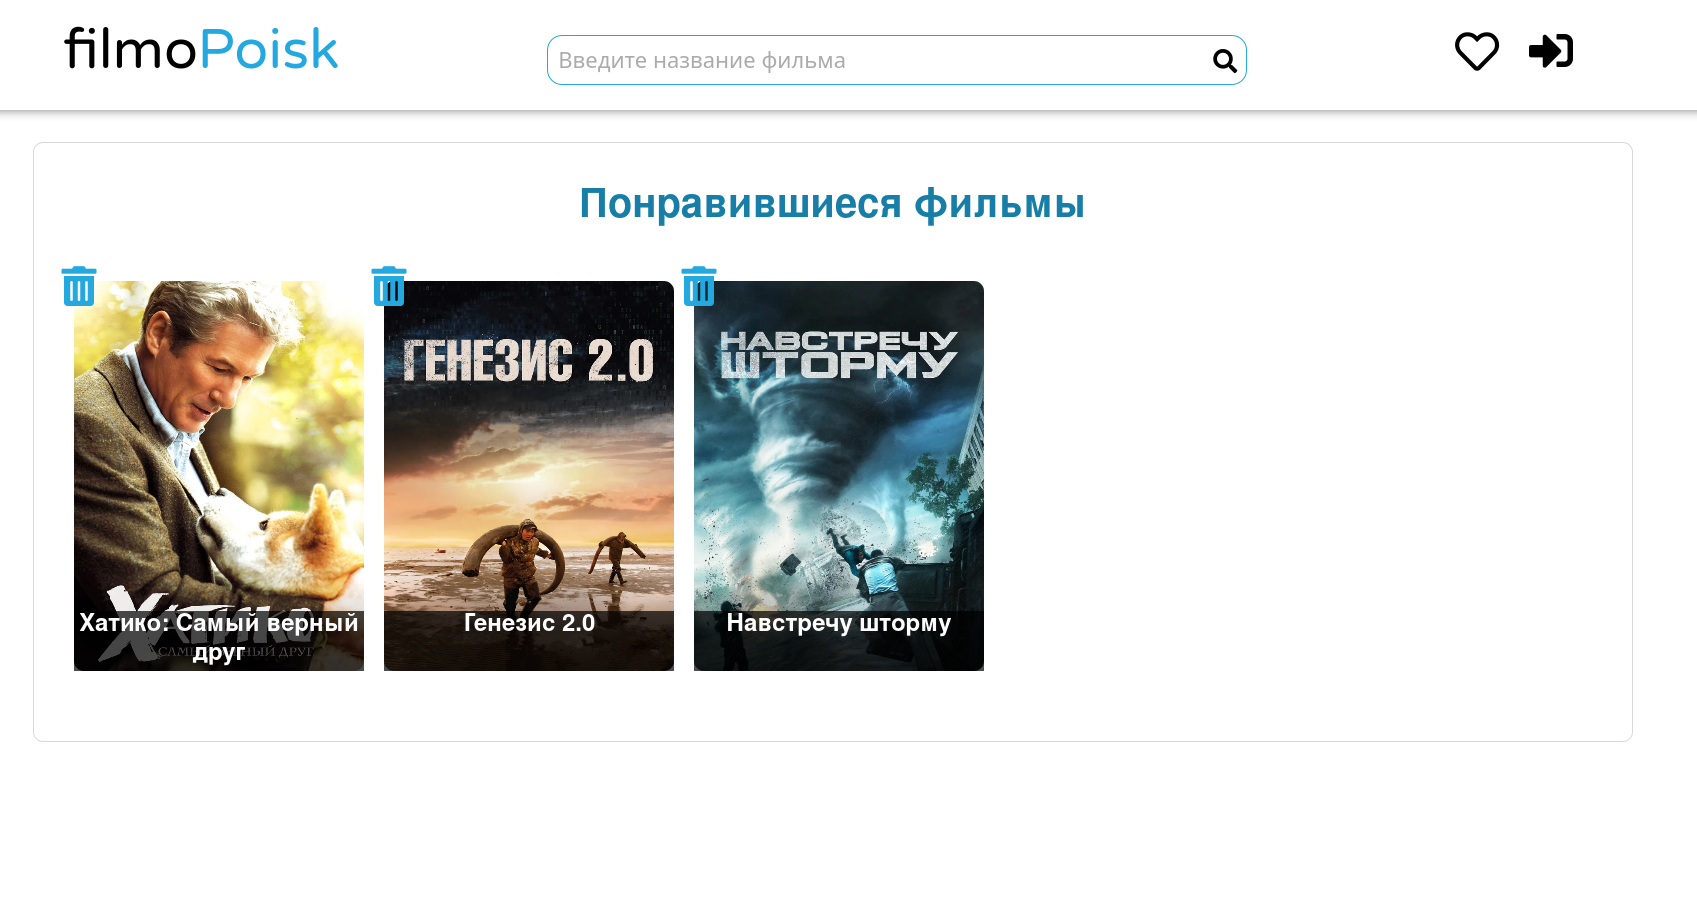 filmoPoisk
Введите название фильма
Понравившиеся фильмы
ГЕНЕЗИС 2.0
НАВСТРЕЧУ
ШТОРМУ
Хатико: Самый верный
друг
Генезис 2.0
Навстречу шторму